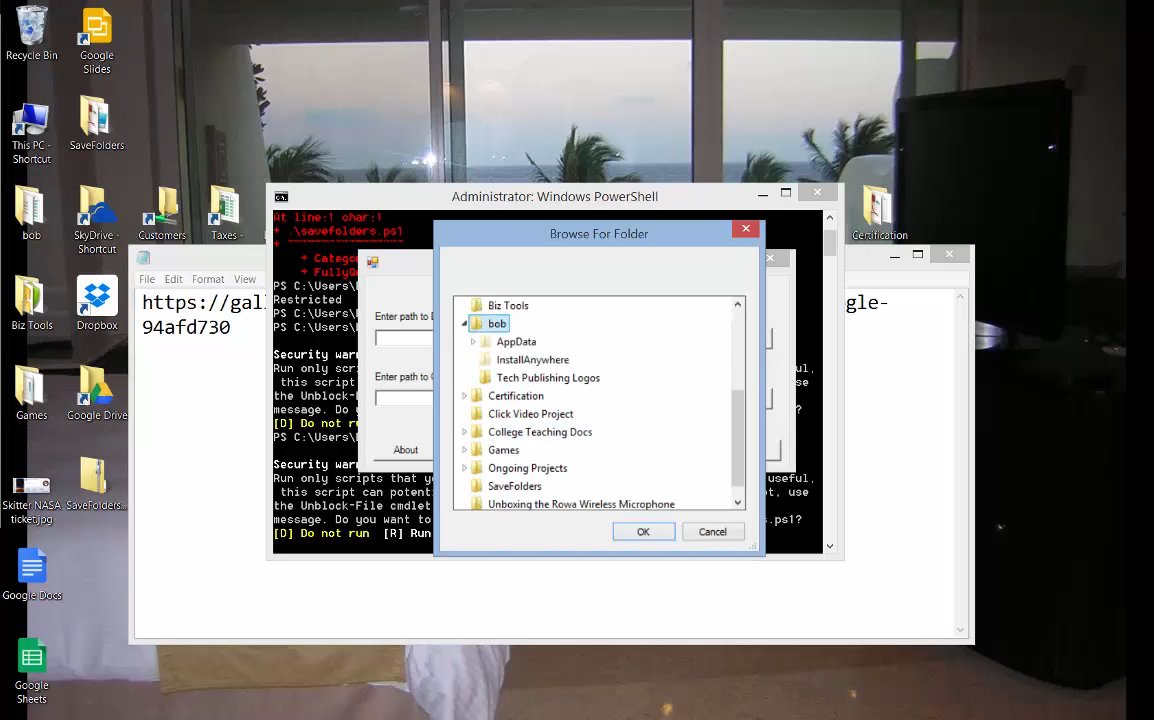 Recycle Bin
Google
Slides
This PC -
Shortcut
SaveFolders
bob
SkyDrive -
Shortcut
Customers
Taxes -
Certification
Biz Tools
Dropbox
Games
Google Drive
Skitter NASA
ticket.jpg
SaveFolders...
Google Docs
Google
Sheets
File Edit Format View
https://gal
gle-
94afd730
Administrator: Windows PowerShell
At line:1 char:1
+ .\savefolders.ps1
+ ~~~~~~~~~~~~~~~~~
+ Catego
+ FullyQu
PS C:\Users\
Restricted
PS C:\Users\
PS C:\Users\
Security war
Run only scri
this script
the Unblock-Fi
message. Do y
[D] Do not ru
PS C:\Users\
Security war
Run only scripts that y
useful,
this script can potent
t, use
the Unblock-File cmdlet
message. Do you want to
s.ps1?
[D] Do not run [R] Run
Enter path to
Enter path to
About
Browse For Folder
Biz Tools
bob
AppData
InstallAnywhere
Tech Publishing Logos
Certification
Click Video Project
College Teaching Docs
Games
Ongoing Projects
SaveFolders
Unboxing the Rowa Wireless Microphone
OK Cancel